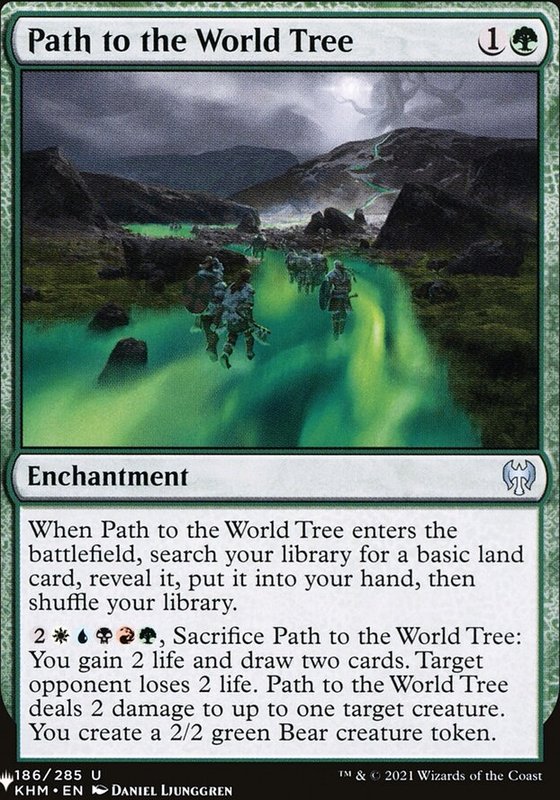 Path to the World Tree 1
Enchantment
When Path to the World Tree enters the
battlefield, search your library for a basic land
card, reveal it, put it into your hand, then
shuffle your library.
2 , Sacrifice Path to the World Tree:
You gain 2 life and draw two cards. Target
opponent loses 2 life. Path to the World Tree
deals 2 damage to up to one target creature.
You create a 2/2 green Bear creature token.
186/285 U ™ & © 2021 Wizards of the Coast
KHM • EN Daniel Ljunggren